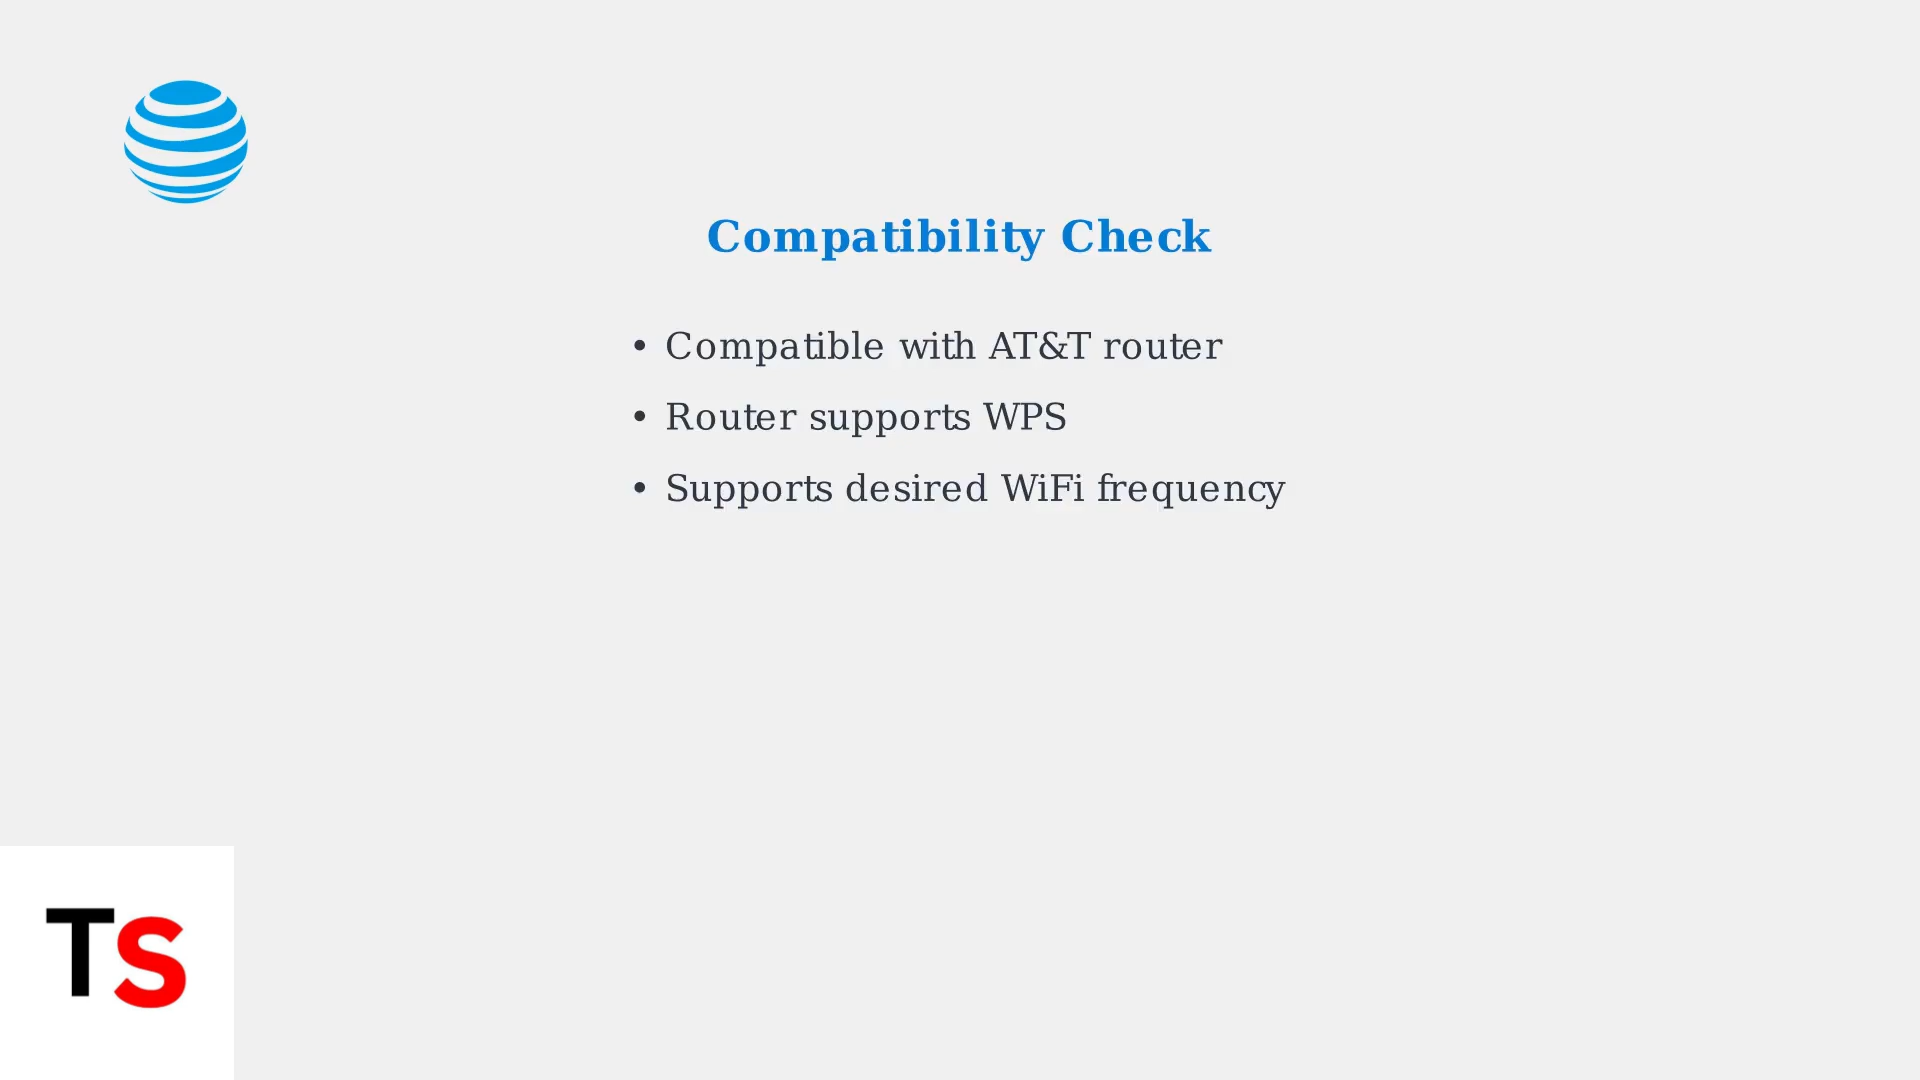 Compatibility Check
• Compatible with AT&T router
• Router supports WPS
• Supports desired WiFi frequency
TS